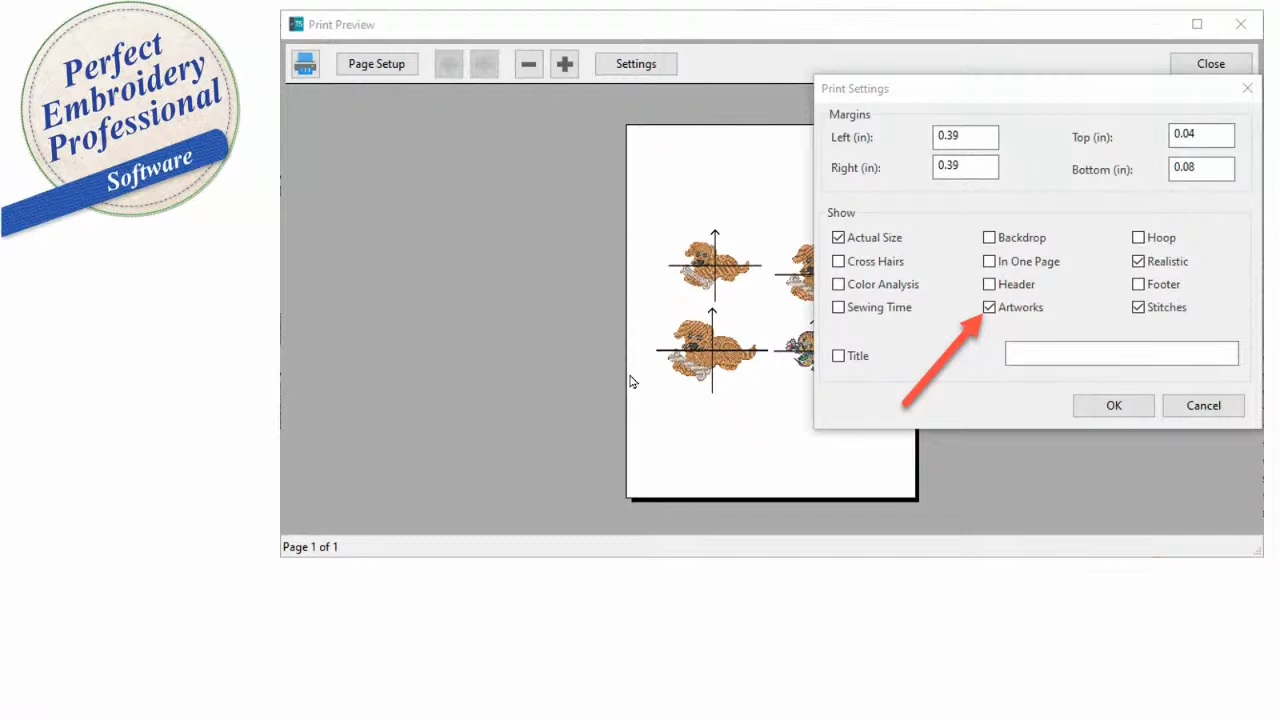 Perfect
Embroidery
Professional
Software
TS
Print Preview
Page Setup
Settings
Close
Print Settings
Margins
Left (in):
0.39
Top (in):
0.04
Right (in):
0.39
Bottom (in):
0.08
Show
Actual Size
Backdrop
Hoop
Cross Hairs
In One Page
Realistic
Color Analysis
Header
Footer
Sewing Time
Artworks
Stitches
Title
OK
Cancel
Page 1 of 1